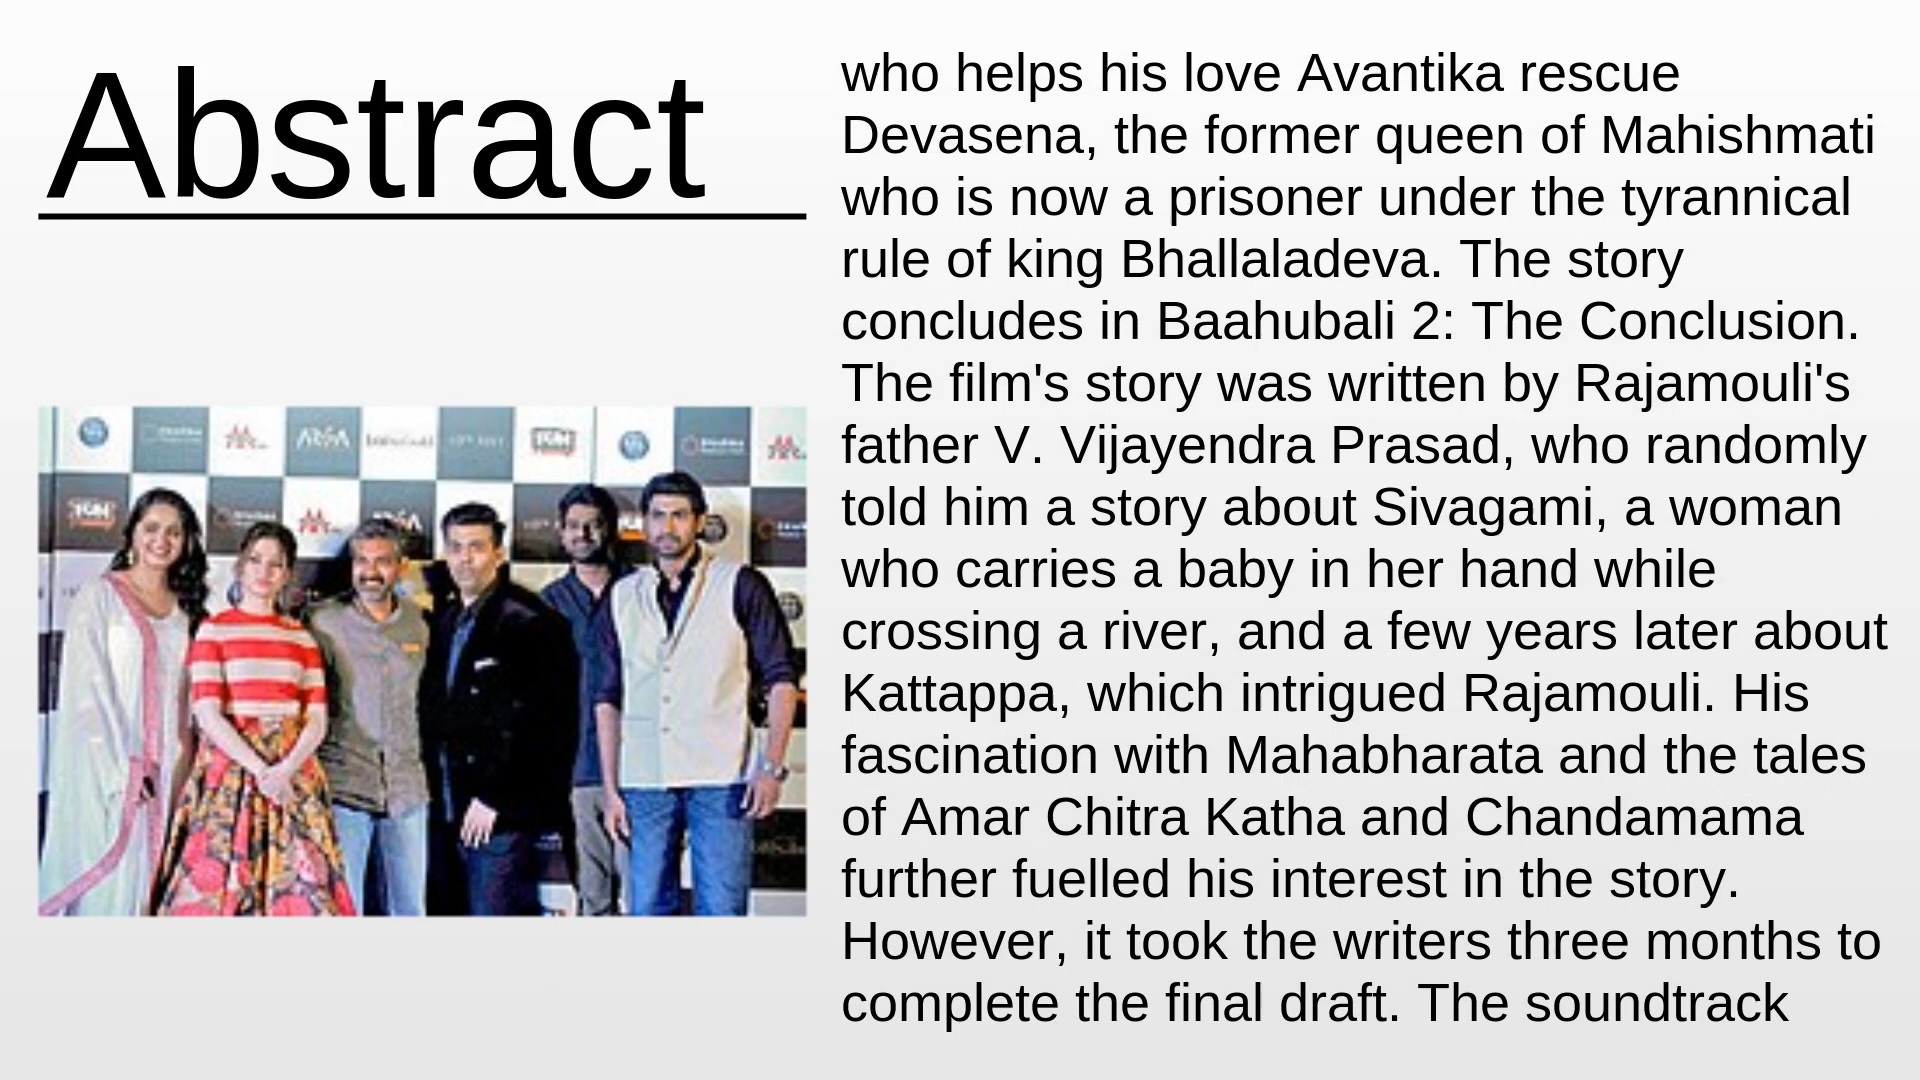 Abstract
who helps his love Avantika rescue
Devasena, the former queen of Mahishmati
who is now a prisoner under the tyrannical
rule of king Bhallaladeva. The story
concludes in Baahubali 2: The Conclusion.
The film's story was written by Rajamouli's
father V. Vijayendra Prasad, who randomly
told him a story about Sivagami, a woman
who carries a baby in her hand while
crossing a river, and a few years later about
Kattappa, which intrigued Rajamouli. His
fascination with Mahabharata and the tales
of Amar Chitra Katha and Chandamama
further fuelled his interest in the story.
However, it took the writers three months to
complete the final draft. The soundtrack